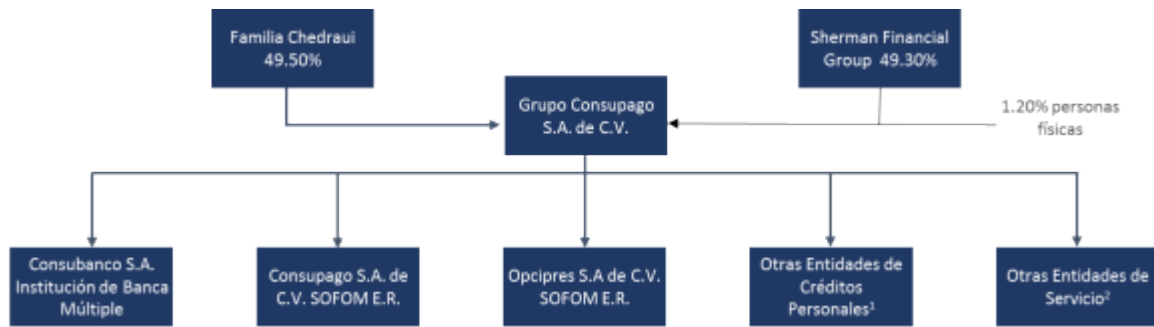 Familia Chedraui
49.50%
Sherman Financial
Group 49.30%
Grupo Consupago
S.A. de C.V.
1.20% personas
físicas
Consubanco S.A.
Institución de Banca
Múltiple
Consupago S.A. de
C.V. SOFOM E.R.
Opcipres S.A de C.V.
SOFOM E.R.
Otras Entidades de
Créditos
Personales¹
Otras Entidades de
Servicio²